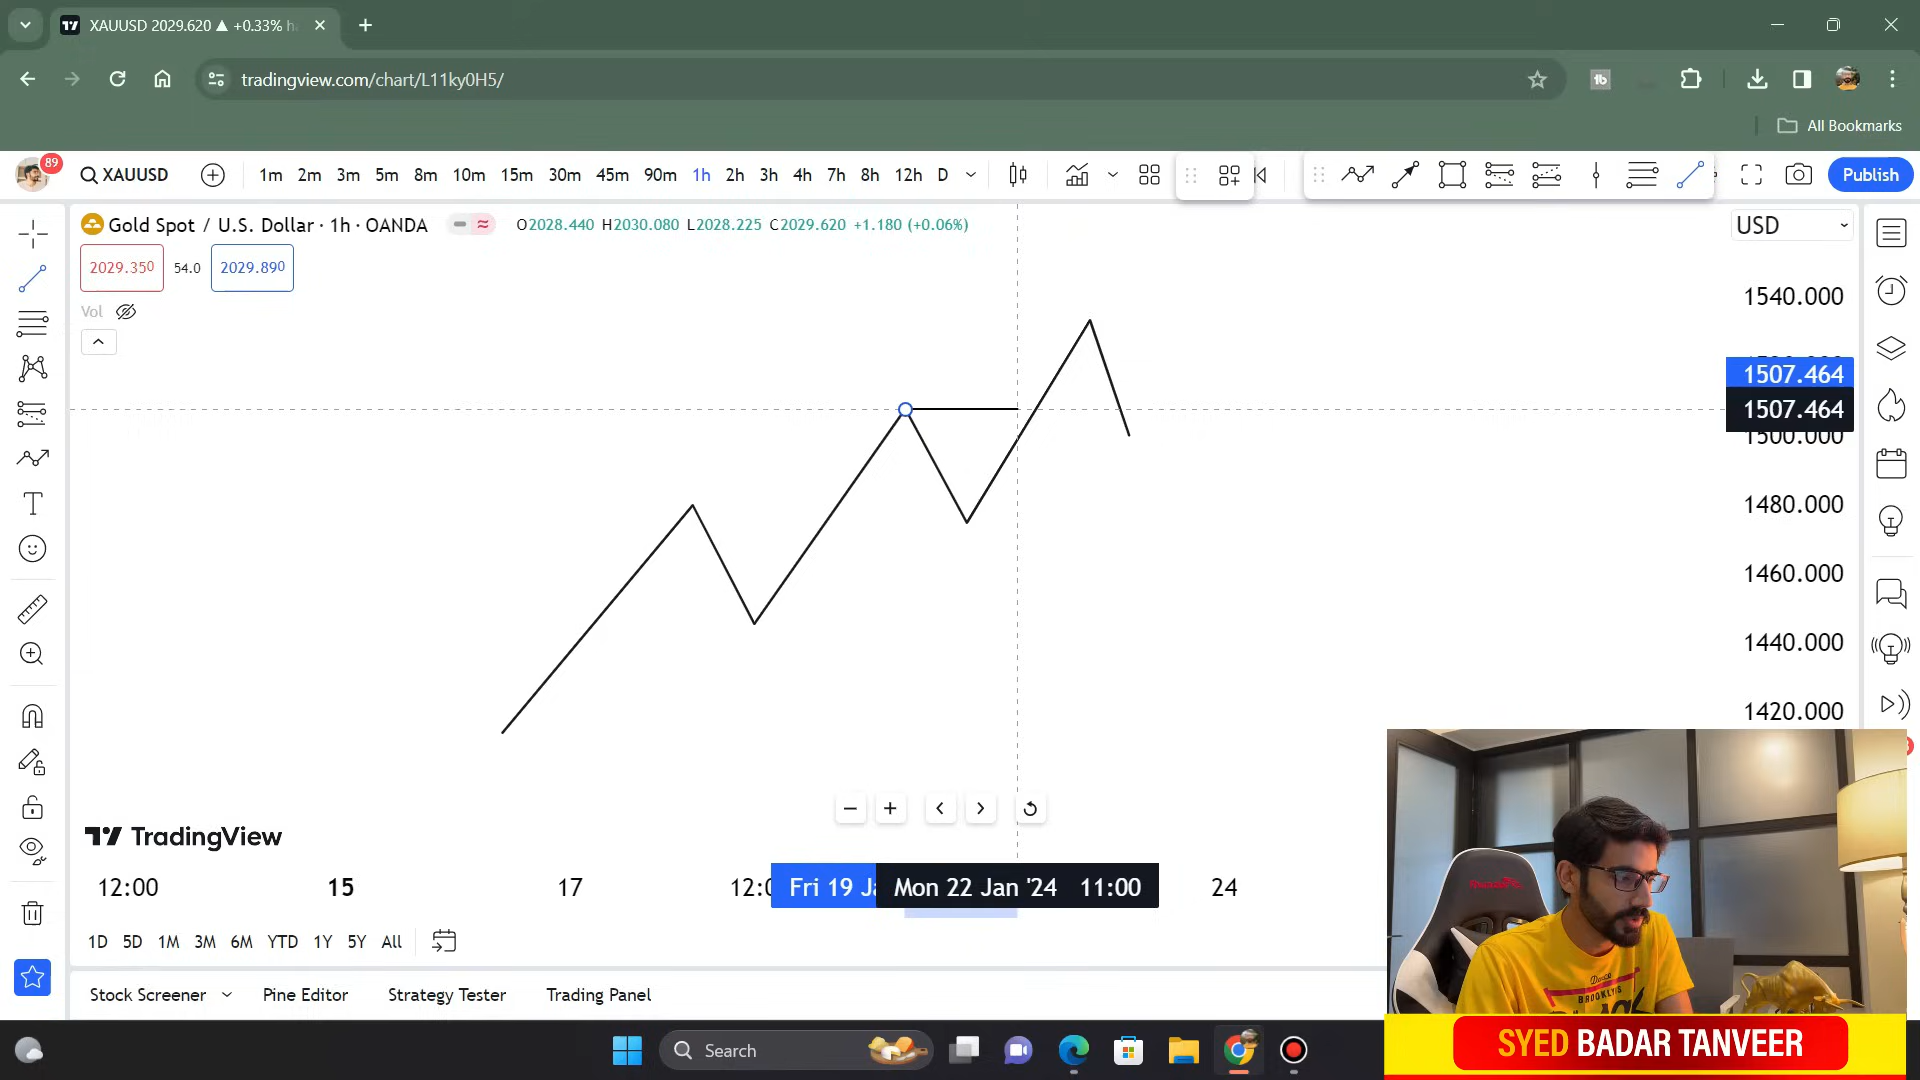 XAUUSD 2029.620 ▲ +0.33%
tradingview.com/chart/L11ky0H5/
All Bookmarks
89
XAUUSD
1m 2m 3m 5m 8m 10m 15m 30m 45m 90m 1h 2h 3h 4h 7h 8h 12h D
Publish
Gold Spot / U.S. Dollar · 1h · OANDA
O2028.440 H2030.080 L2028.225 C2029.620 +1.180 (+0.06%)
USD
2029.350 54.0 2029.890
Vol
1540.000
1507.464
1507.464
1500.000
1480.000
1460.000
1440.000
1420.000
TradingView
12:00 15 17 Fri 19 Mon 22 Jan '24 11:00 24
1D 5D 1M 3M 6M YTD 1Y 5Y All
Stock Screener Pine Editor Strategy Tester Trading Panel
BROOKLYN
Search
SYED BADAR TANVEER